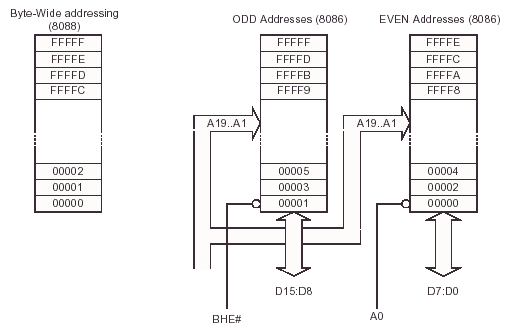 Byte-Wide addressing
(8088)
FFFFF
FFFFE
FFFFD
FFFFC
00002
00001
00000
ODD Addresses (8086)
FFFFF
FFFFD
FFFFB
FFFF9
A19..A1
00005
00003
00001
D15:D8
BHE#
EVEN Addresses (8086)
FFFFE
FFFFC
FFFFA
FFFF8
A19..A1
00004
00002
00000
D7:D0
A0